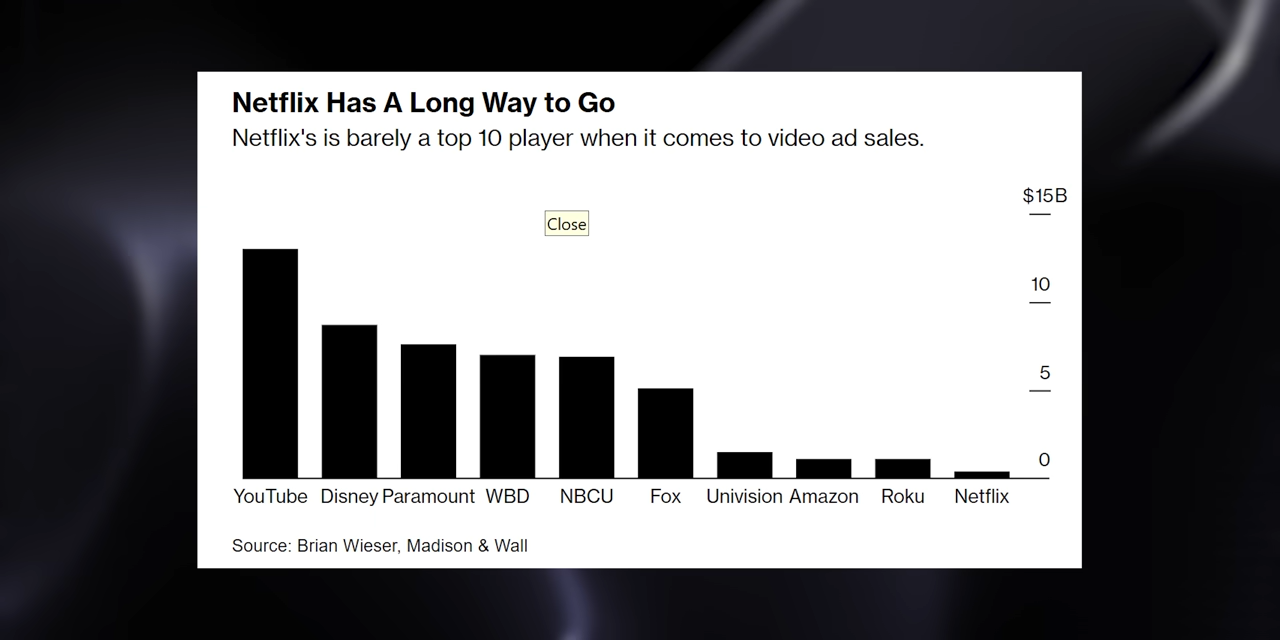 Netflix Has A Long Way to Go
Netflix's is barely a top 10 player when it comes to video ad sales.
$15B
Close
10
5
0
YouTube Disney Paramount WBD NBCU Fox Univision Amazon Roku Netflix
Source: Brian Wieser, Madison & Wall